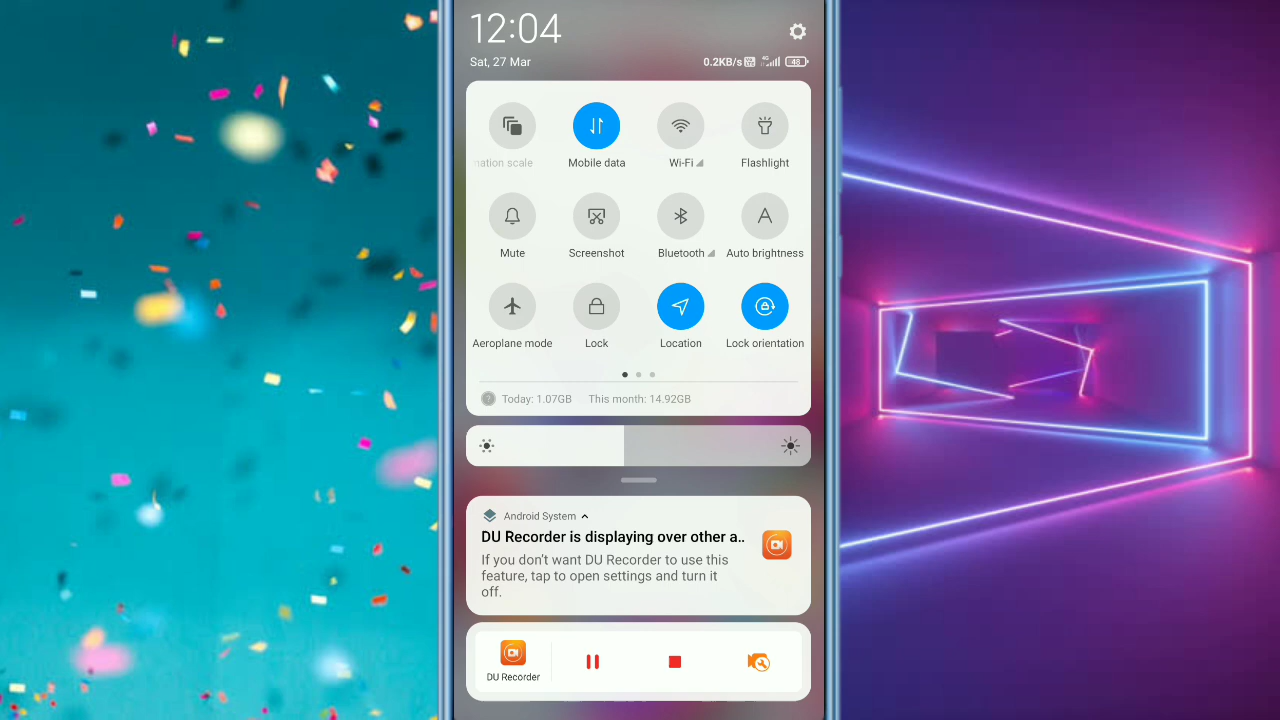 12:04
Sat, 27 Mar
0.2KB/s
4G
48
nation scale
Mobile data
Wi-Fi
Flashlight
Mute
Screenshot
Bluetooth
Auto brightness
Aeroplane mode
Lock
Location
Lock orientation
Today: 1.07GB
This month: 14.92GB
Android System
DU Recorder is displaying over other a..
If you don't want DU Recorder to use this
feature, tap to open settings and turn it
off.
DU Recorder